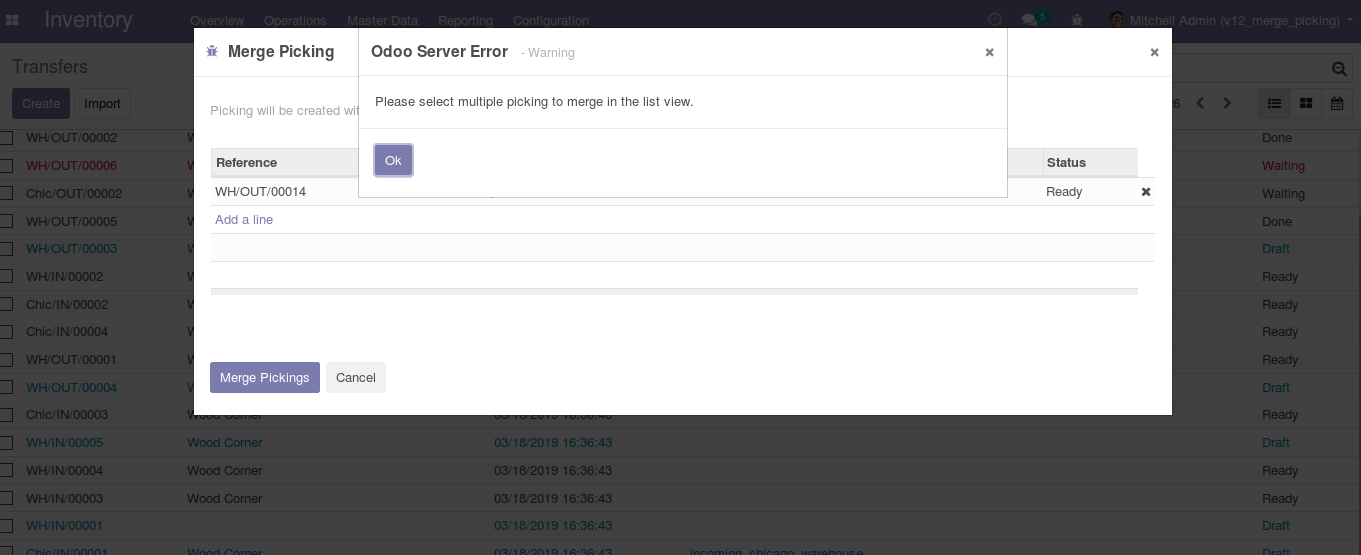 Inventory Overview Operations Master Data Reporting Configuration 5 Mitchell Admin (v12_merge_picking)
Transfers
Create Import
Merge Picking
Odoo Server Error - Warning
Please select multiple picking to merge in the list view.
Ok
Picking will be created wit
Reference Status
WH/OUT/00014 Ready
Add a line
Merge Pickings Cancel
WH/OUT/00002 Done
WH/OUT/00006 Waiting
Chic/OUT/00002 Waiting
WH/OUT/00005 Done
WH/OUT/00003 Draft
WH/IN/00002 Ready
Chic/IN/00002 Ready
Chic/IN/00004 Ready
WH/OUT/00001 Ready
WH/OUT/00004 Draft
Chic/IN/00003 Wood Corner 03/18/2019 16:36:43 Ready
WH/IN/00005 Wood Corner 03/18/2019 16:36:43 Draft
WH/IN/00004 Wood Corner 03/18/2019 16:36:43 Ready
WH/IN/00003 Wood Corner 03/18/2019 16:36:43 Ready
WH/IN/00001 03/18/2019 16:36:43 Draft
Chic/IN/00001 Wood Corner 03/18/2019 16:36:43 incoming_chicago_warehouse Draft